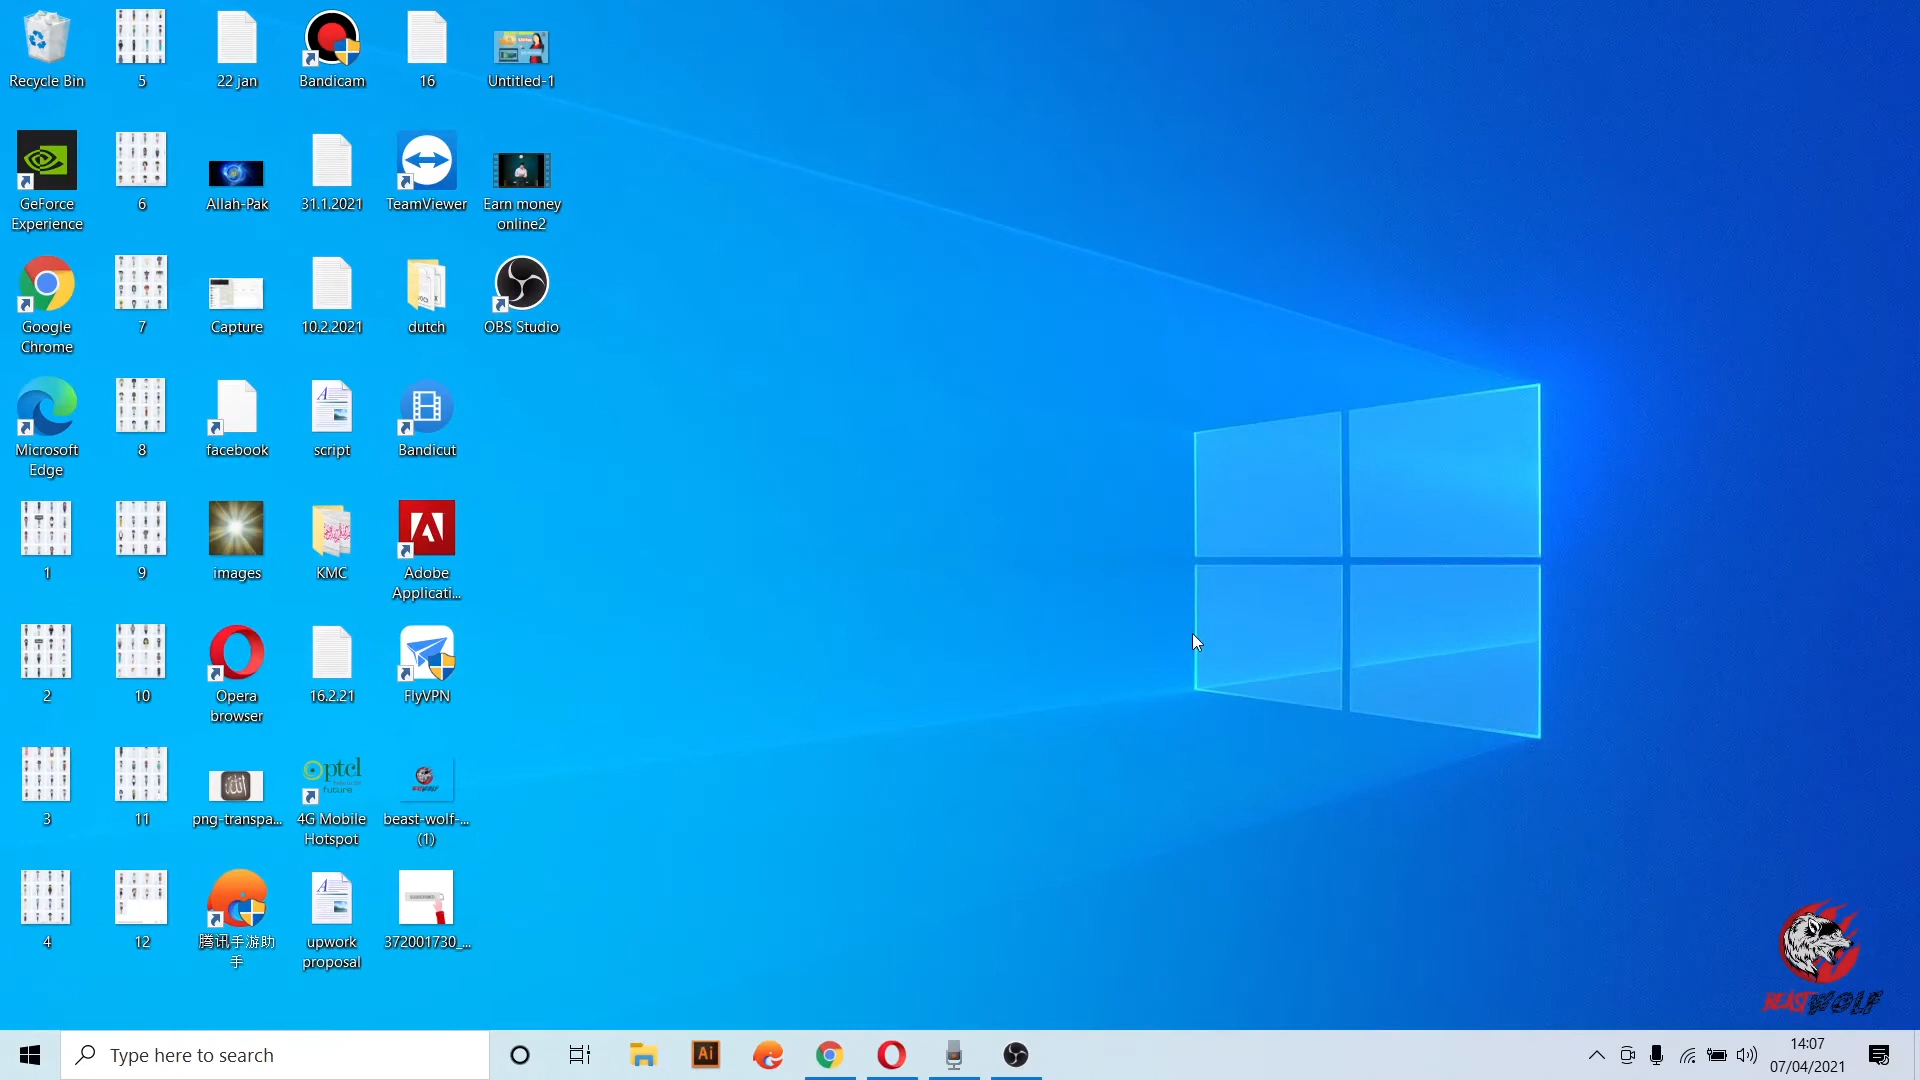 Recycle Bin
5
22 jan
Bandicam
16
Untitled-1
GeForce
Experience
6
Allah-Pak
31.1.2021
TeamViewer
Earn money
online2
Google
Chrome
7
Capture
10.2.2021
dutch
OBS Studio
Microsoft
Edge
8
facebook
script
Bandicut
1
9
images
KMC
Adobe
Applicati...
2
10
Opera
browser
16.2.21
FlyVPN
3
11
png-transpa...
ptcl
future
4G Mobile
Hotspot
beast-wolf-...
(1)
4
12
腾讯手游助
手
upwork
proposal
372001730_...
BEASTWOLF
Type here to search
Ai
14:07
07/04/2021